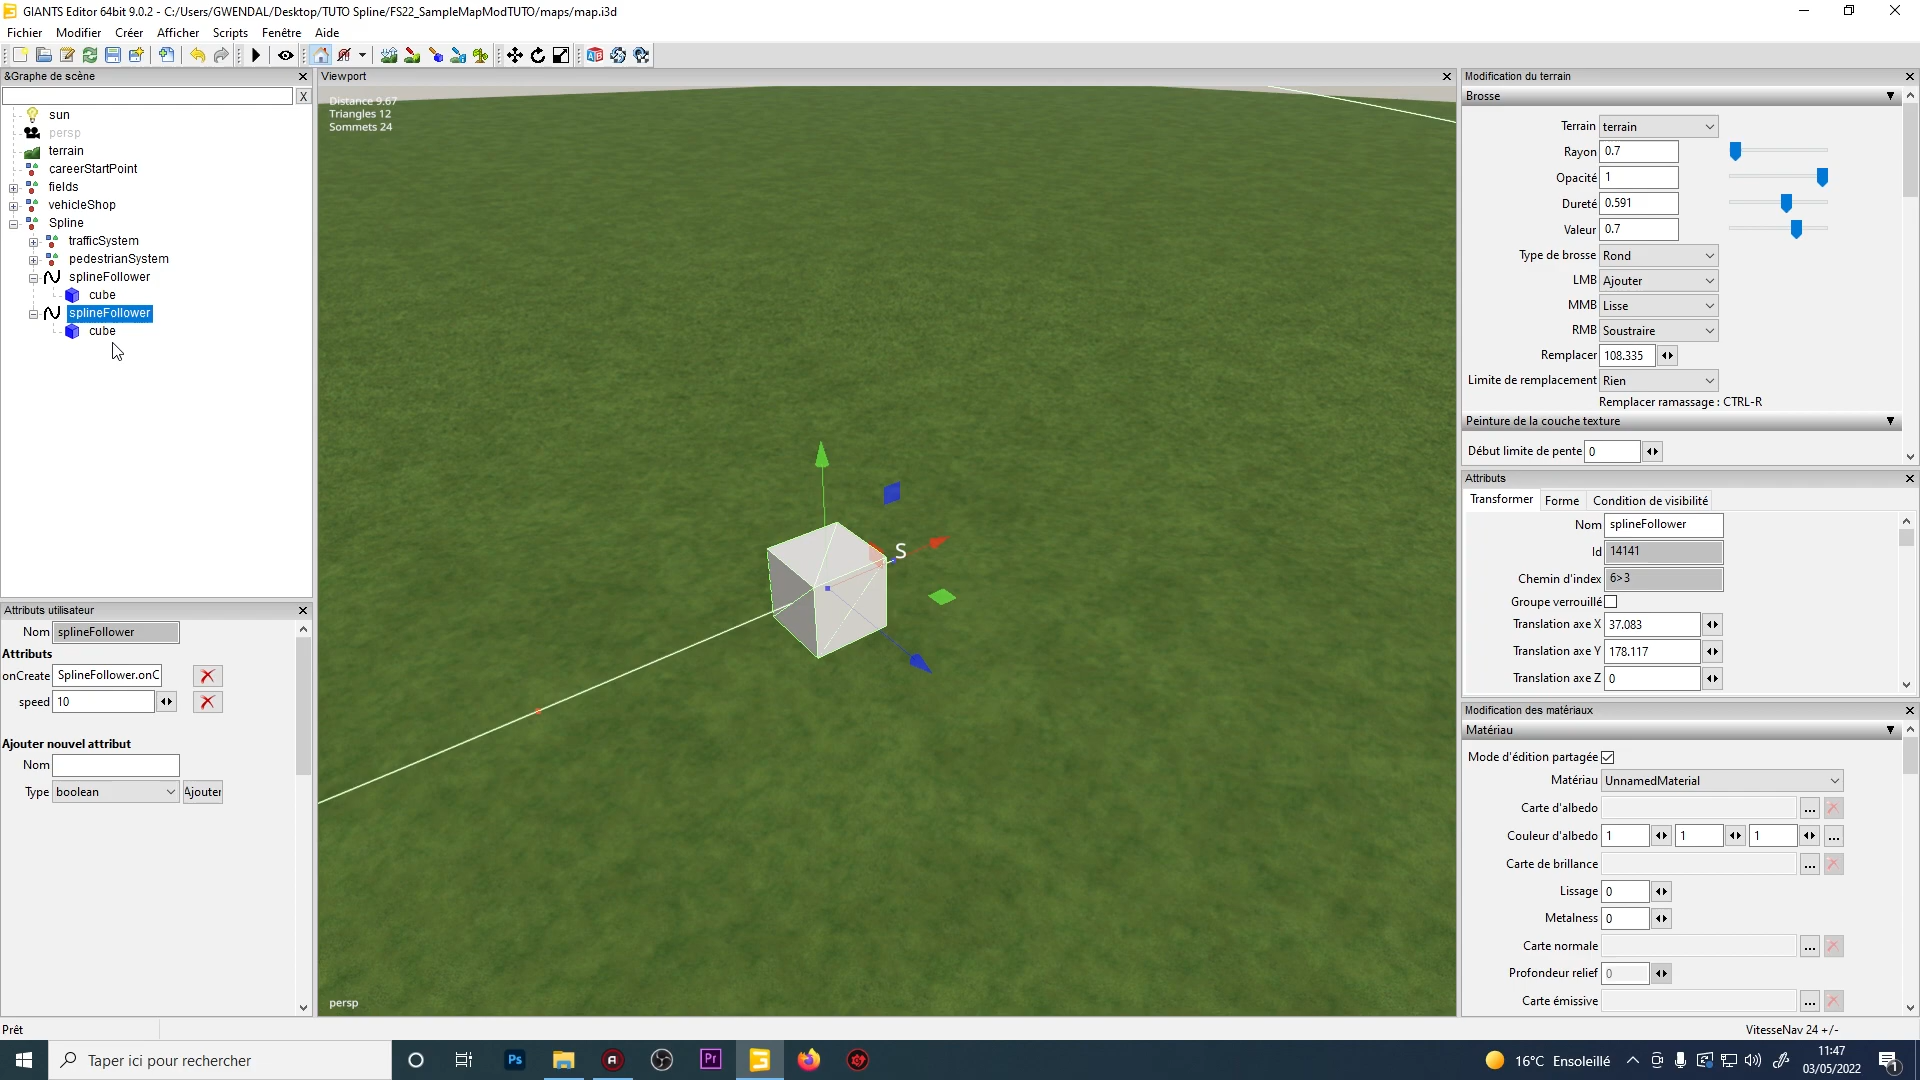 GIANTS Editor 64bit 9.0.2 - C:/Users/GWENDAL/Desktop/TUTO Spline/FS22_SampleMapModTUTO/maps/map.i3d
Fichier Modifier Créer Afficher Scripts Fenêtre Aide
&Graphe de scène
X
sun
persp
terrain
careerStartPoint
fields
vehicleShop
Spline
trafficSystem
pedestrianSystem
splineFollower
cube
splineFollower
cube
Attributs utilisateur
Nom splineFollower
Attributs
onCreate SplineFollower.onC
speed 10
Ajouter nouvel attribut
Nom
Type boolean Ajouter
Viewport
Distance 9.67
Triangles 12
Sommets 24
S
persp
Modification du terrain
Brosse
Terrain terrain
Rayon 0.7
Opacité 1
Dureté 0.591
Valeur 0.7
Type de brosse Rond
LMB Ajouter
MMB Lisse
RMB Soustraire
Remplacer 108.335
Limite de remplacement Rien
Remplacer ramassage : CTRL-R
Peinture de la couche texture
Début limite de pente 0
Attributs
Transformer Forme Condition de visibilité
Nom splineFollower
Id 14141
Chemin d'index 6>3
Groupe verrouillé
Translation axe X 37.083
Translation axe Y 178.117
Translation axe Z 0
Modification des matériaux
Matériau
Mode d'édition partagée
Matériau UnnamedMaterial
Carte d'albedo ...
Couleur d'albedo 1 1 1 ...
Carte de brillance ...
Lissage 0
Metalness 0
Carte normale ...
Profondeur relief 0
Carte émissive ...
Prêt
VitesseNav 24 +/-
Taper ici pour rechercher
Ps
Pr
16°C Ensoleillé
11:47
03/05/2022
1